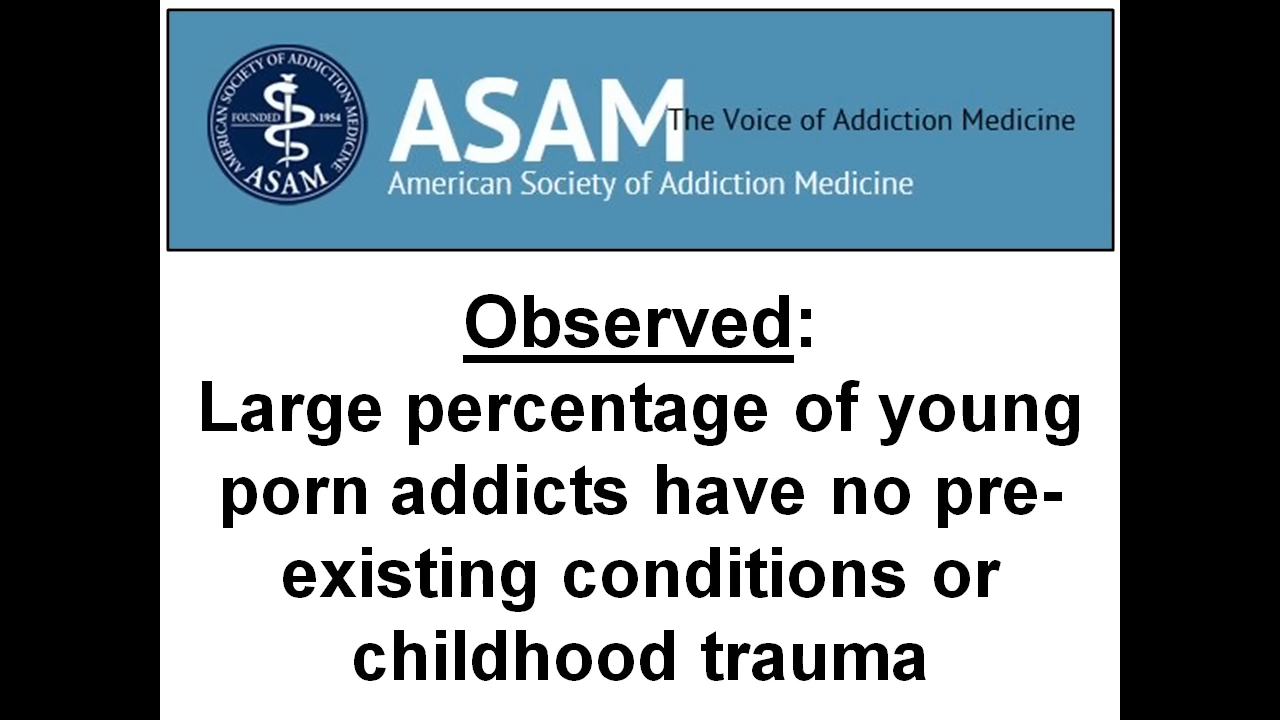 AMERICAN SOCIETY OF ADDICTION MEDICINE
FOUNDED 1954
ASAM
ASAM
The Voice of Addiction Medicine
American Society of Addiction Medicine
Observed:
Large percentage of young
porn addicts have no pre-
existing conditions or
childhood trauma